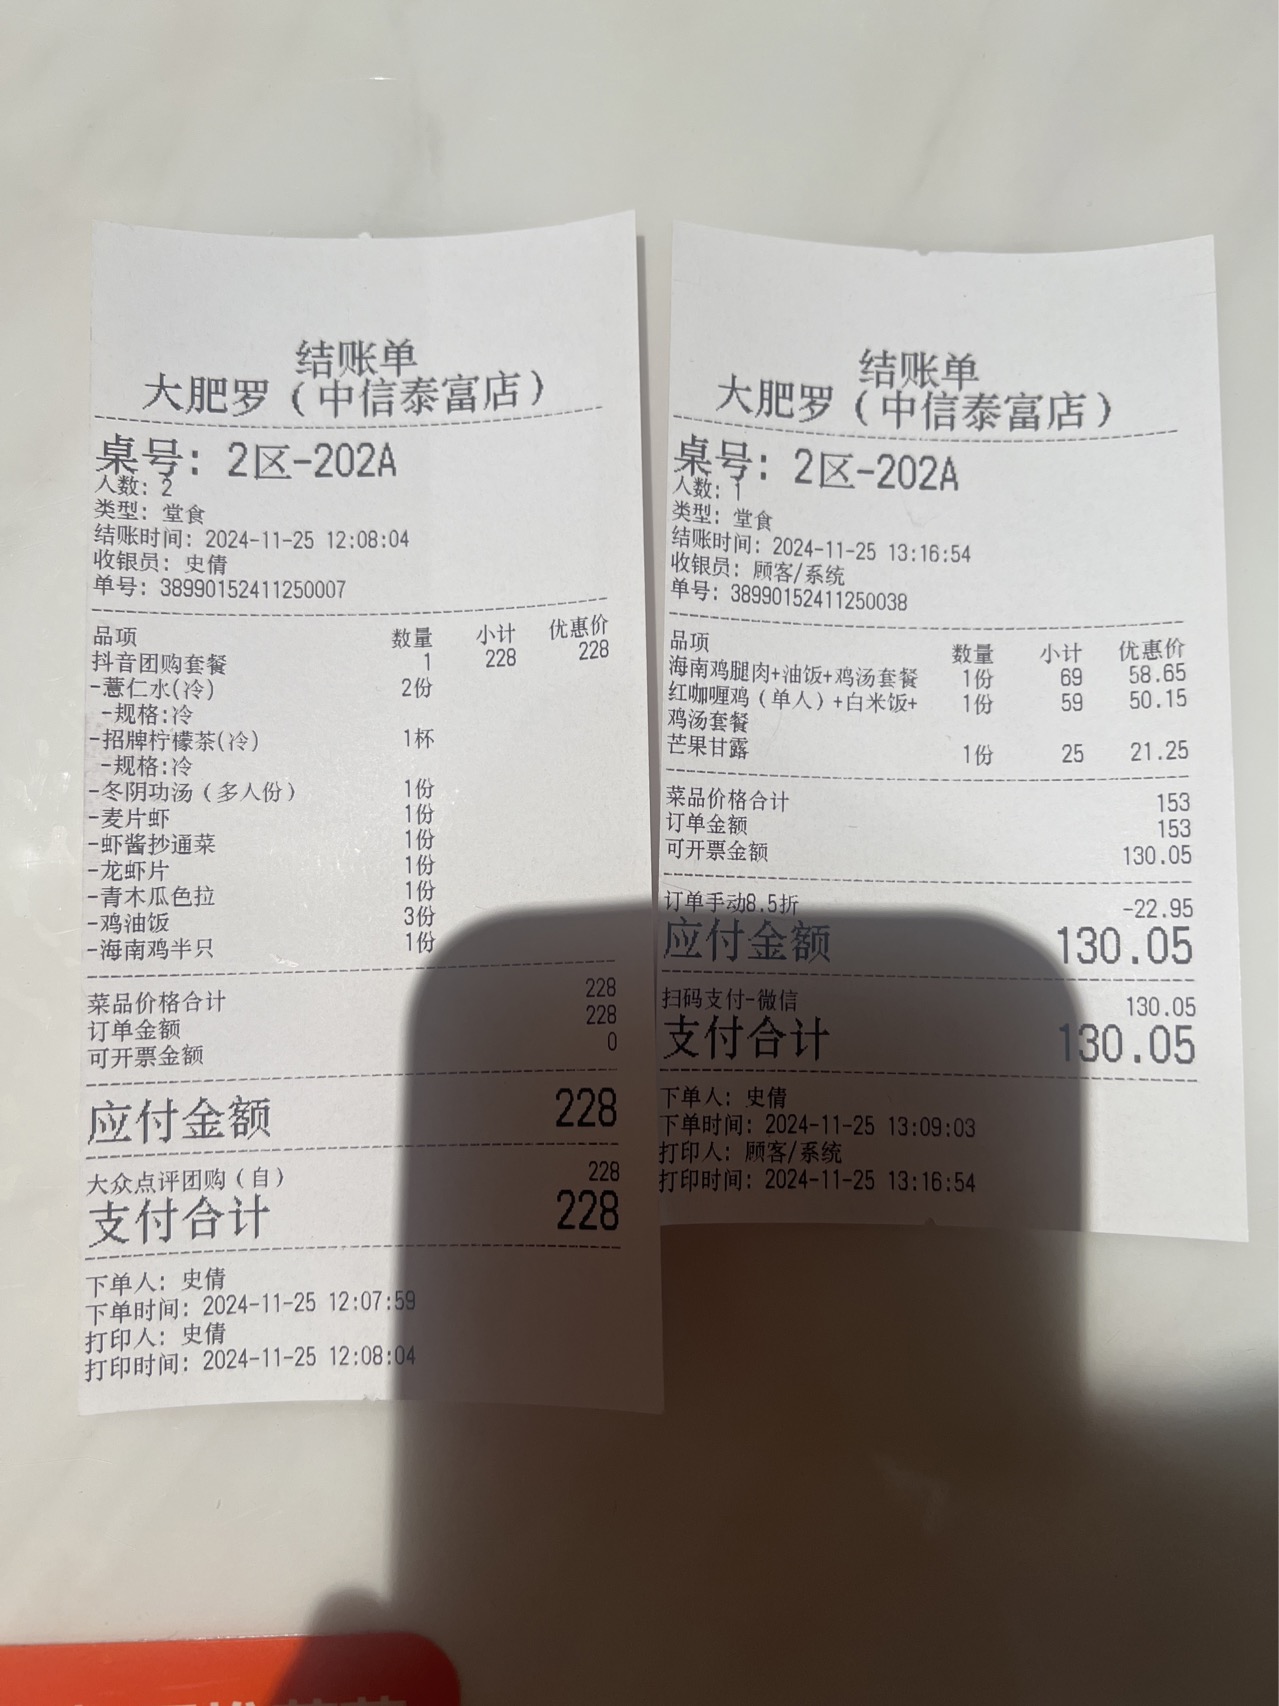 结账单
大肥罗（中信泰富店）
桌号：2区-202A
人数：2
类型：堂食
结账时间：2024-11-25 12:08:04
收银员：史倩
单号：38990152411250007
品项 数量 小计 优惠价
抖音团购套餐 1 228 228
-薏仁水(冷) 2份
-规格:冷
-招牌柠檬茶(冷) 1杯
-规格:冷
-冬阴功汤（多人份） 1份
-麦片虾 1份
-虾酱抄通菜 1份
-龙虾片 1份
-青木瓜色拉 1份
-鸡油饭 3份
-海南鸡半只 1份
菜品价格合计 228
订单金额 228
可开票金额 0
应付金额 228
大众点评团购（自） 228
支付合计 228
下单人：史倩
下单时间：2024-11-25 12:07:59
打印人：史倩
打印时间：2024-11-25 12:08:04
结账单
大肥罗（中信泰富店）
桌号：2区-202A
人数：1
类型：堂食
结账时间：2024-11-25 13:16:54
收银员：顾客/系统
单号：38990152411250038
品项 数量 小计 优惠价
海南鸡腿肉+油饭+鸡汤套餐 1份 69 58.65
红咖喱鸡（单人）+白米饭+ 1份 59 50.15
鸡汤套餐
芒果甘露 1份 25 21.25
菜品价格合计 153
订单金额 153
可开票金额 130.05
订单手动8.5折 -22.95
应付金额 130.05
扫码支付-微信 130.05
支付合计 130.05
下单人：史倩
下单时间：2024-11-25 13:09:03
打印人：顾客/系统
打印时间：2024-11-25 13:16:54